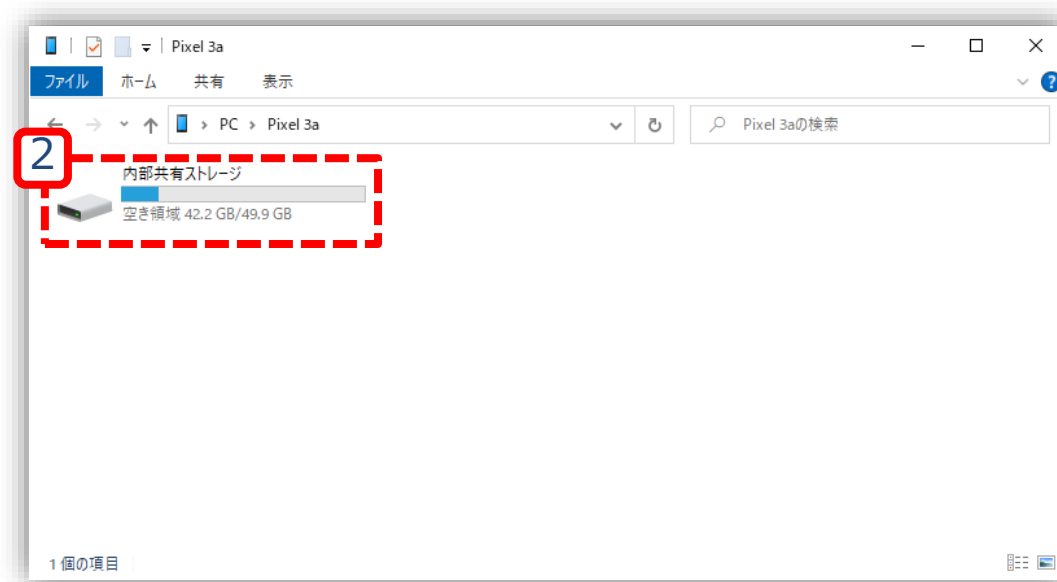 Pixel 3a
ファイル ホーム 共有 表示
PC > Pixel 3a
Pixel 3aの検索
2
内部共有ストレージ
空き領域 42.2 GB/49.9 GB
1 個の項目